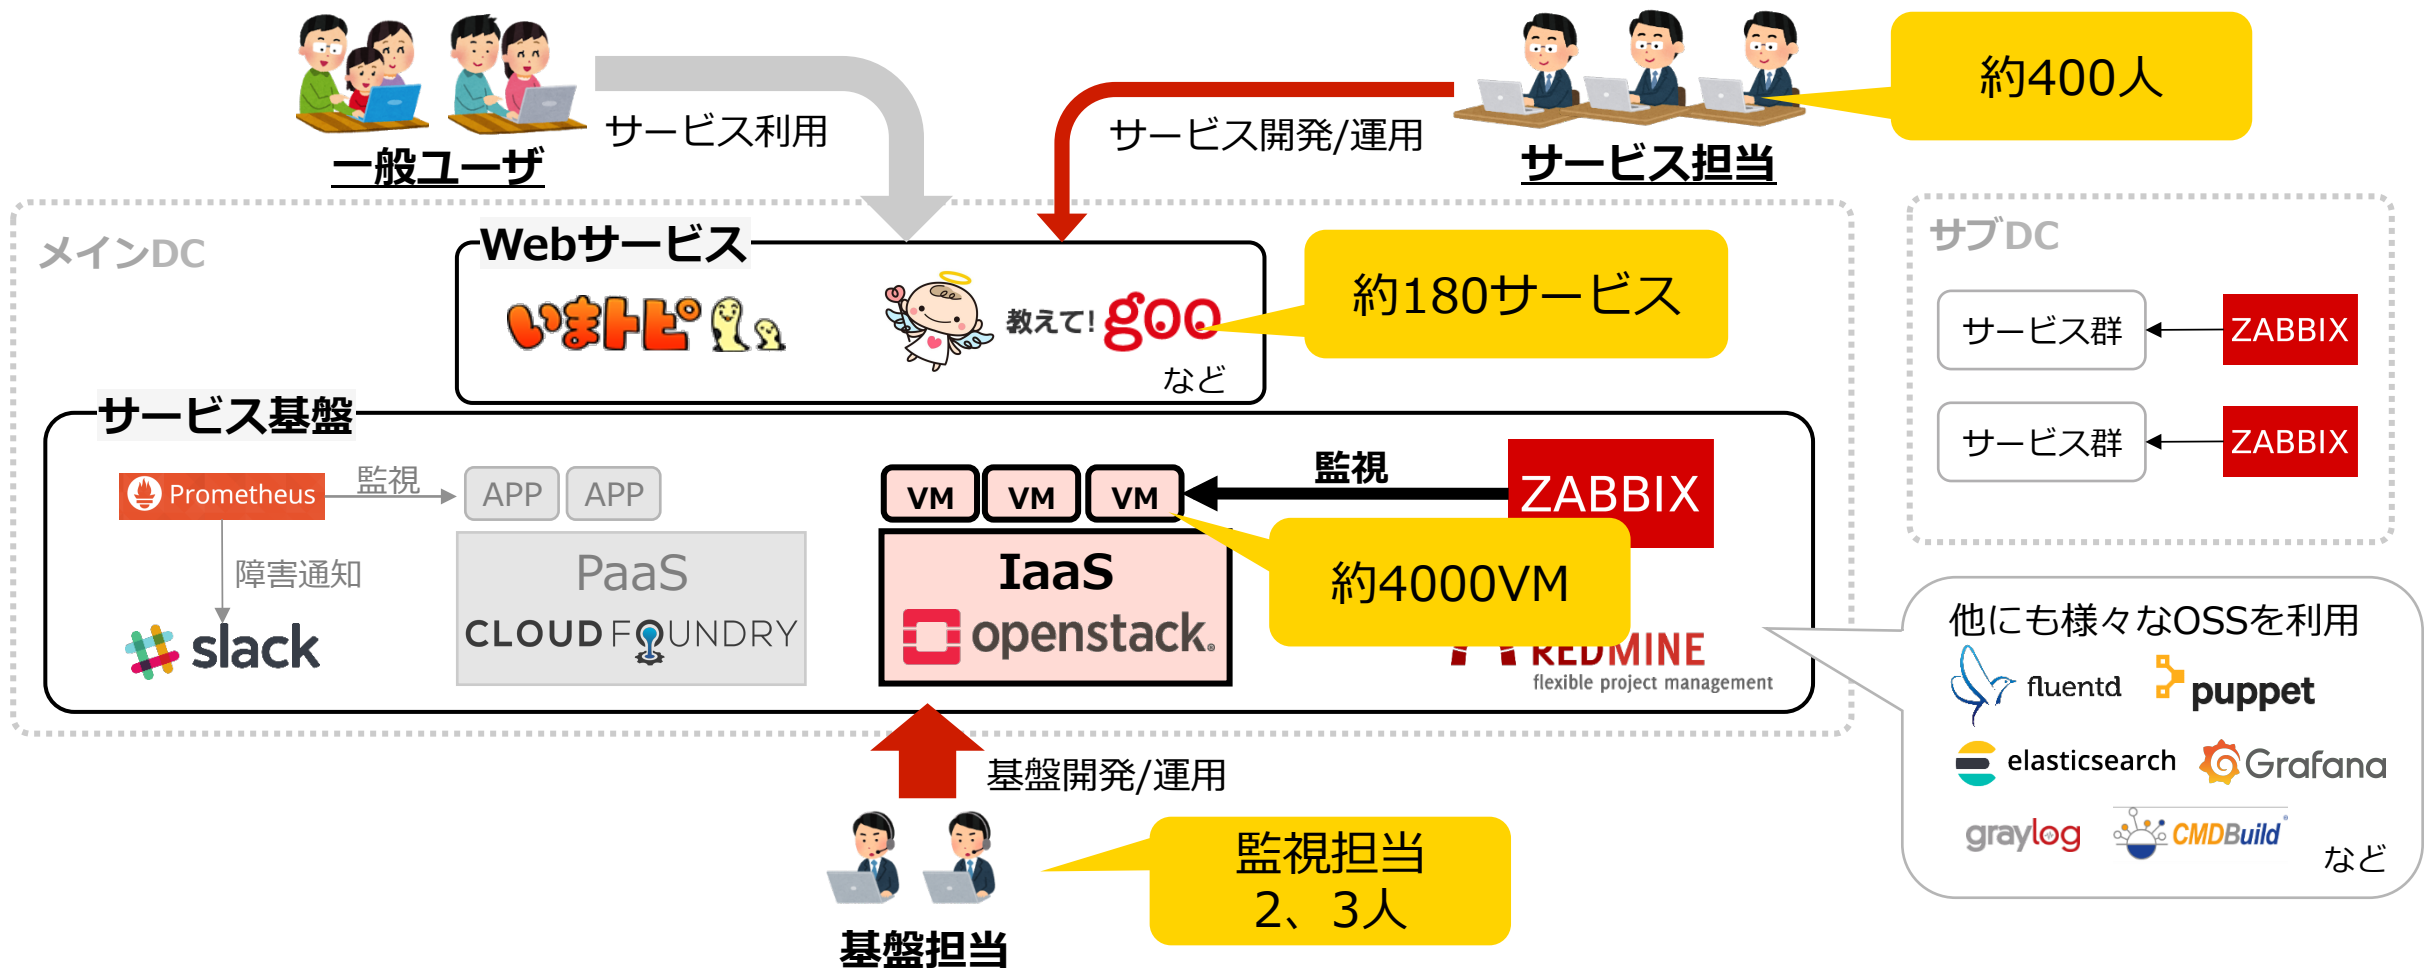 約400人
サービス利用
サービス開発/運用
一般ユーザ
サービス担当
メインDC
Webサービス
いまトピ
教えて!goo
など
約180サービス
サブDC
サービス群
ZABBIX
サービス群
ZABBIX
サービス基盤
Prometheus
監視
APP
APP
障害通知
slack
PaaS
CLOUD FOUNDRY
VM
VM
VM
監視
ZABBIX
IaaS
openstack®
約4000VM
REDMINE
flexible project management
他にも様々なOSSを利用
fluentd
puppet
elasticsearch
Grafana
graylog
CMDBuild®
など
基盤開発/運用
監視担当
2、3人
基盤担当